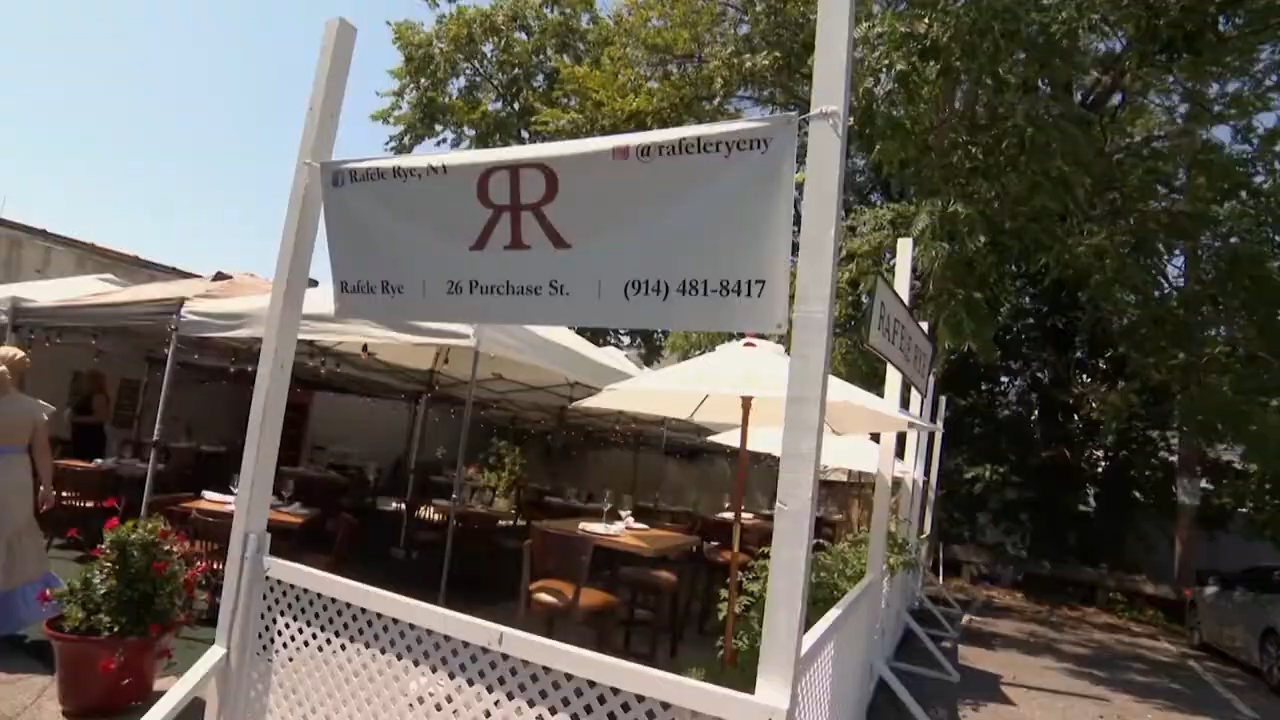 Rafele Rye, NY
@rafeleryeny
RR
Rafele Rye | 26 Purchase St. | (914) 481-8417
RAFELE RYE